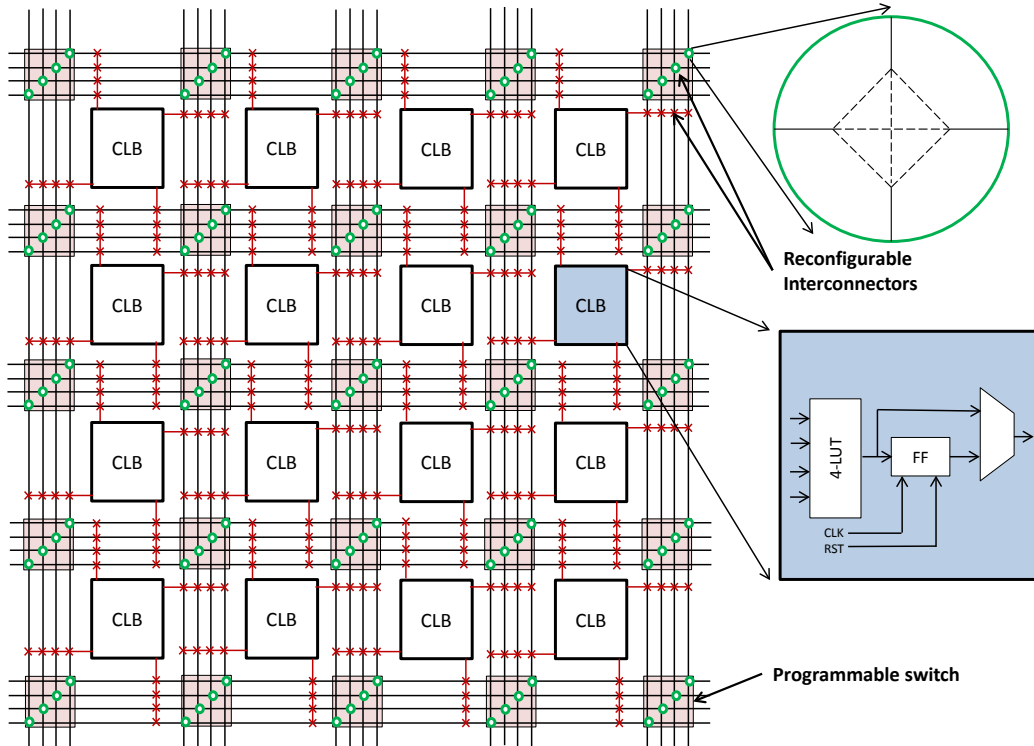 CLB CLB CLB CLB
Reconfigurable
Interconnectors
CLB CLB CLB CLB
4-LUT
FF
CLK
RST
CLB CLB CLB CLB
CLB CLB CLB CLB
Programmable switch